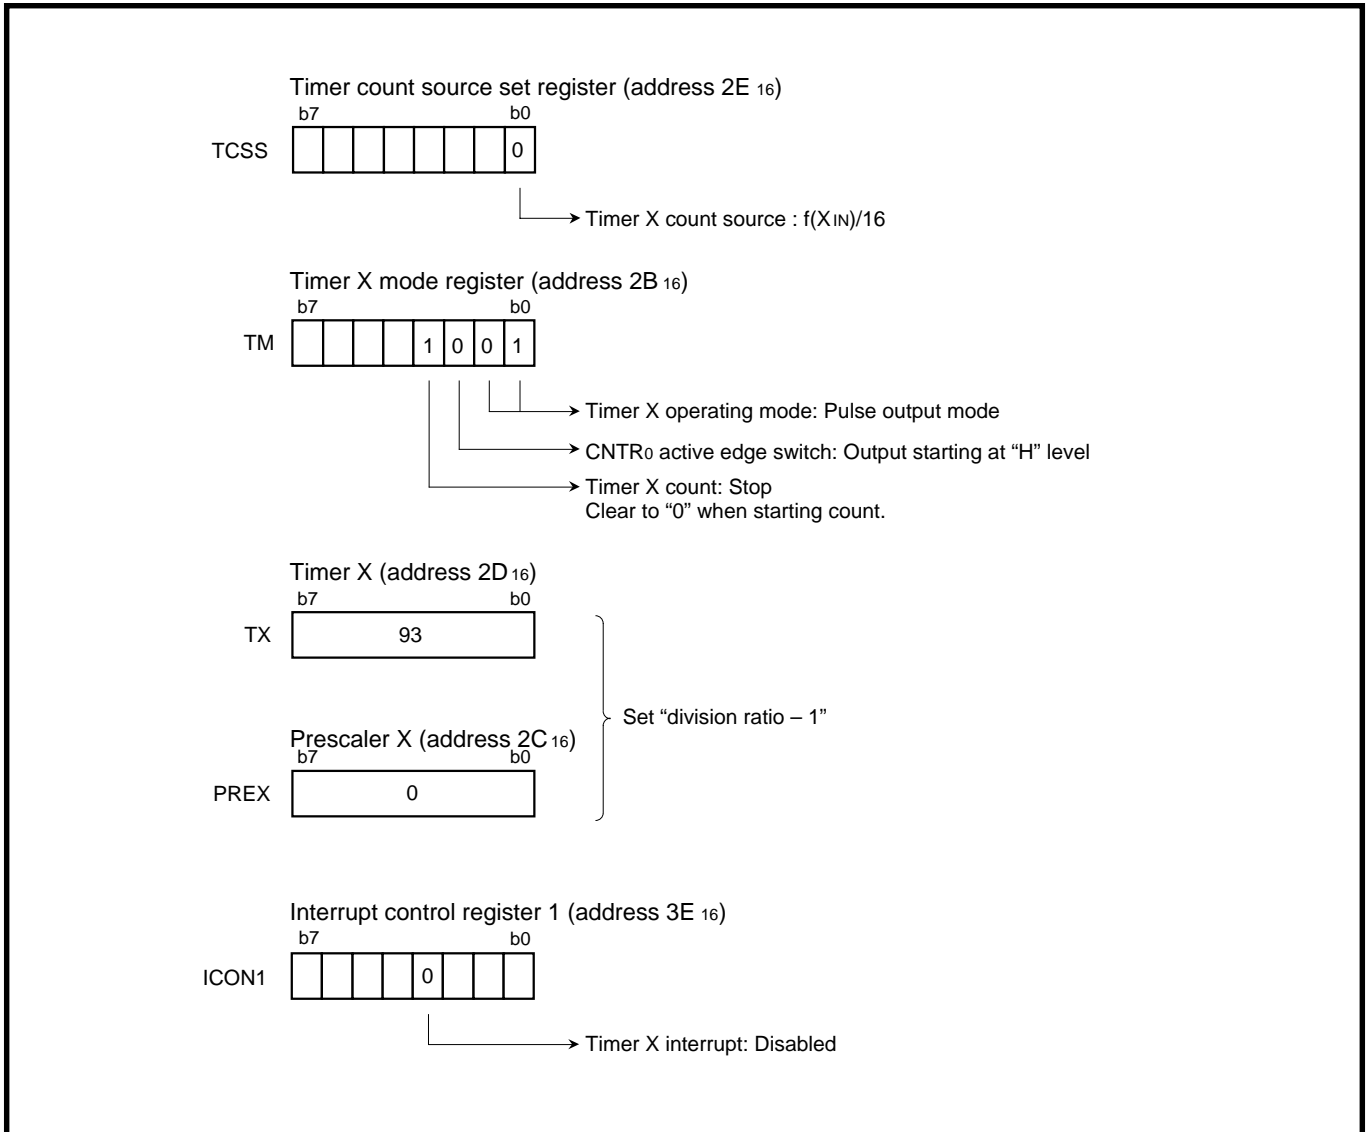 Timer count source set register (address 2E 16)
b7 b0
TCSS 0
Timer X count source : f(XIN)/16
Timer X mode register (address 2B 16)
b7 b0
TM 1 0 0 1
Timer X operating mode: Pulse output mode
CNTR0 active edge switch: Output starting at “H” level
Timer X count: Stop
Clear to “0” when starting count.
Timer X (address 2D 16)
b7 b0
TX 93
Set “division ratio – 1”
Prescaler X (address 2C 16)
b7 b0
PREX 0
Interrupt control register 1 (address 3E 16)
b7 b0
ICON1 0
Timer X interrupt: Disabled